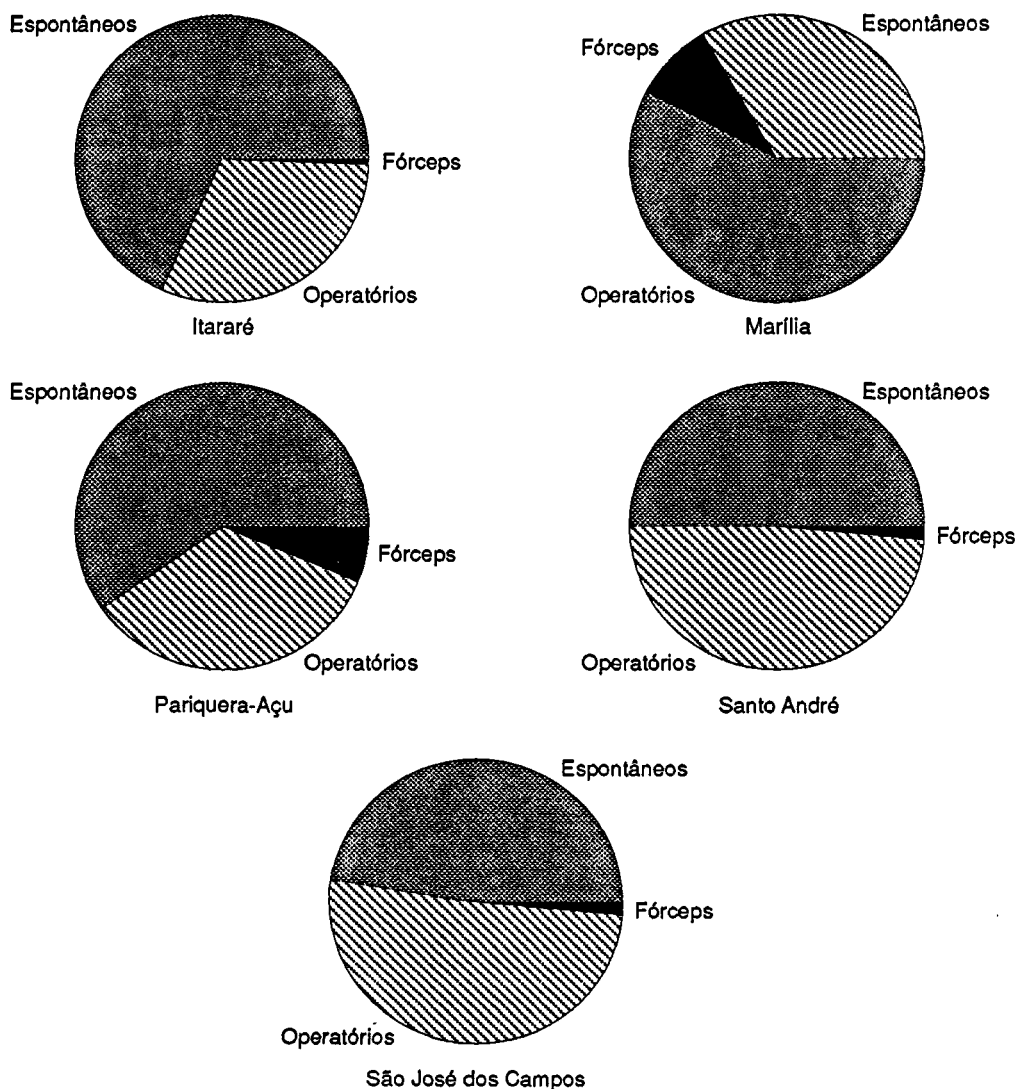 Espontâneos
Fórceps
Operatórios
Itararé
Espontâneos
Fórceps
Operatórios
Marília
Espontâneos
Fórceps
Operatórios
Pariquera-Açu
Espontâneos
Fórceps
Operatórios
Santo André
Espontâneos
Fórceps
Operatórios
São José dos Campos